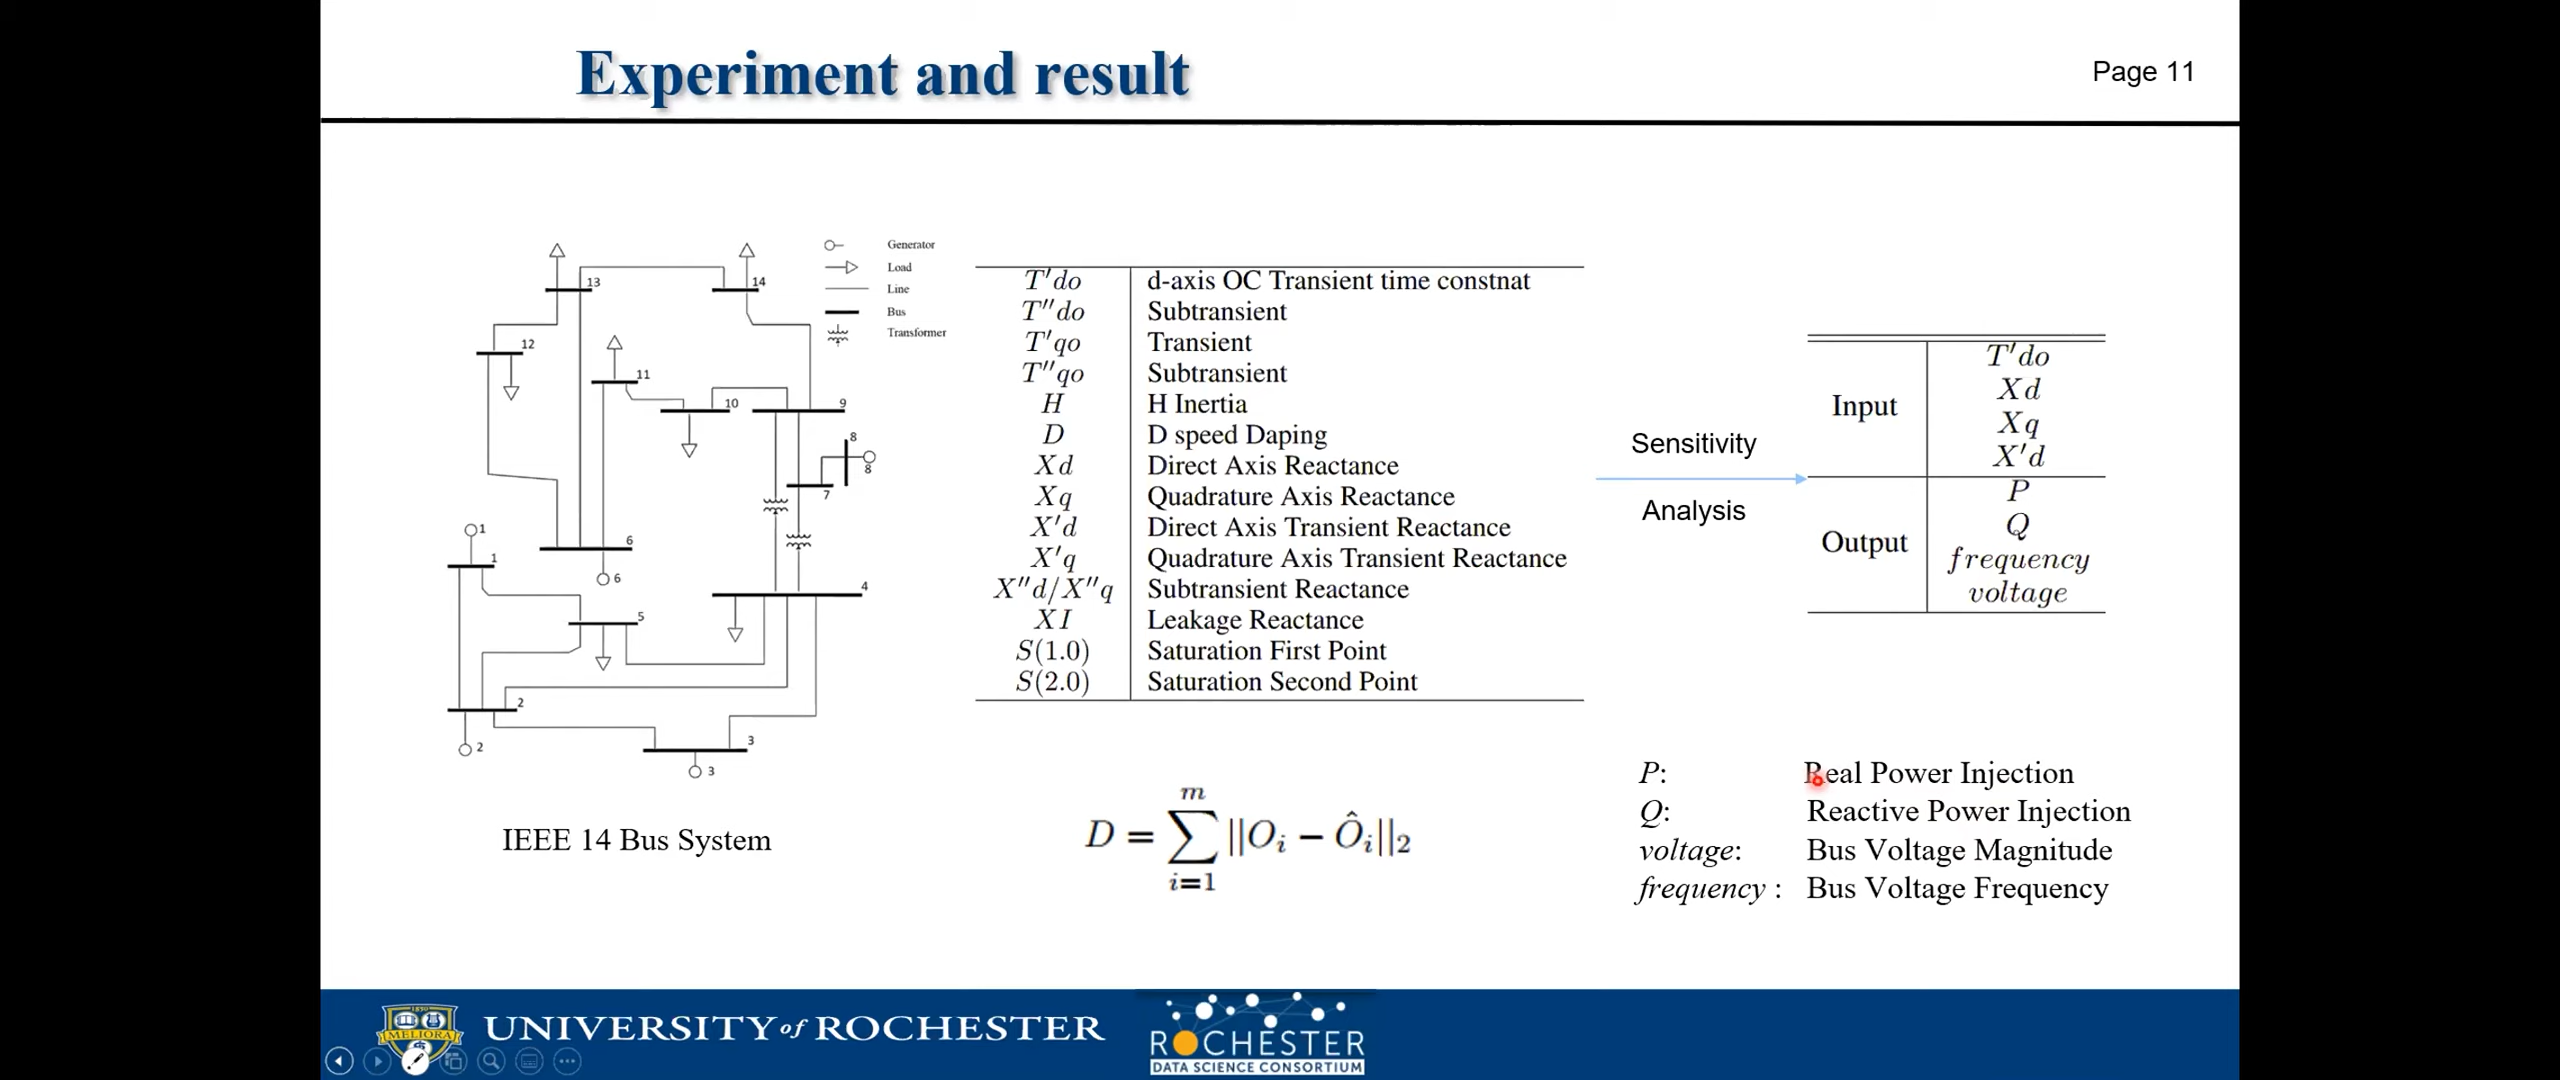 Experiment and result
Page 11
Generator
Load
Line
Bus
Transformer
13
14
12
11
10
9
8
8
7
1
1
6
6
5
4
2
2
3
3
IEEE 14 Bus System
T′do d-axis OC Transient time constnat
T″do Subtransient
T′qo Transient
T″qo Subtransient
H H Inertia
D D speed Daping
Xd Direct Axis Reactance
Xq Quadrature Axis Reactance
X′d Direct Axis Transient Reactance
X′q Quadrature Axis Transient Reactance
X″d/X″q Subtransient Reactance
XI Leakage Reactance
S(1.0) Saturation First Point
S(2.0) Saturation Second Point
D = ∑_{i=1}^{m} ||O_i − Ô_i||_2
Sensitivity
Analysis
Input
T′do
Xd
Xq
X′d
Output
P
Q
frequency
voltage
P: Real Power Injection
Q: Reactive Power Injection
voltage: Bus Voltage Magnitude
frequency : Bus Voltage Frequency
1850
MELIORA
UNIVERSITY of ROCHESTER
ROCHESTER
DATA SCIENCE CONSORTIUM